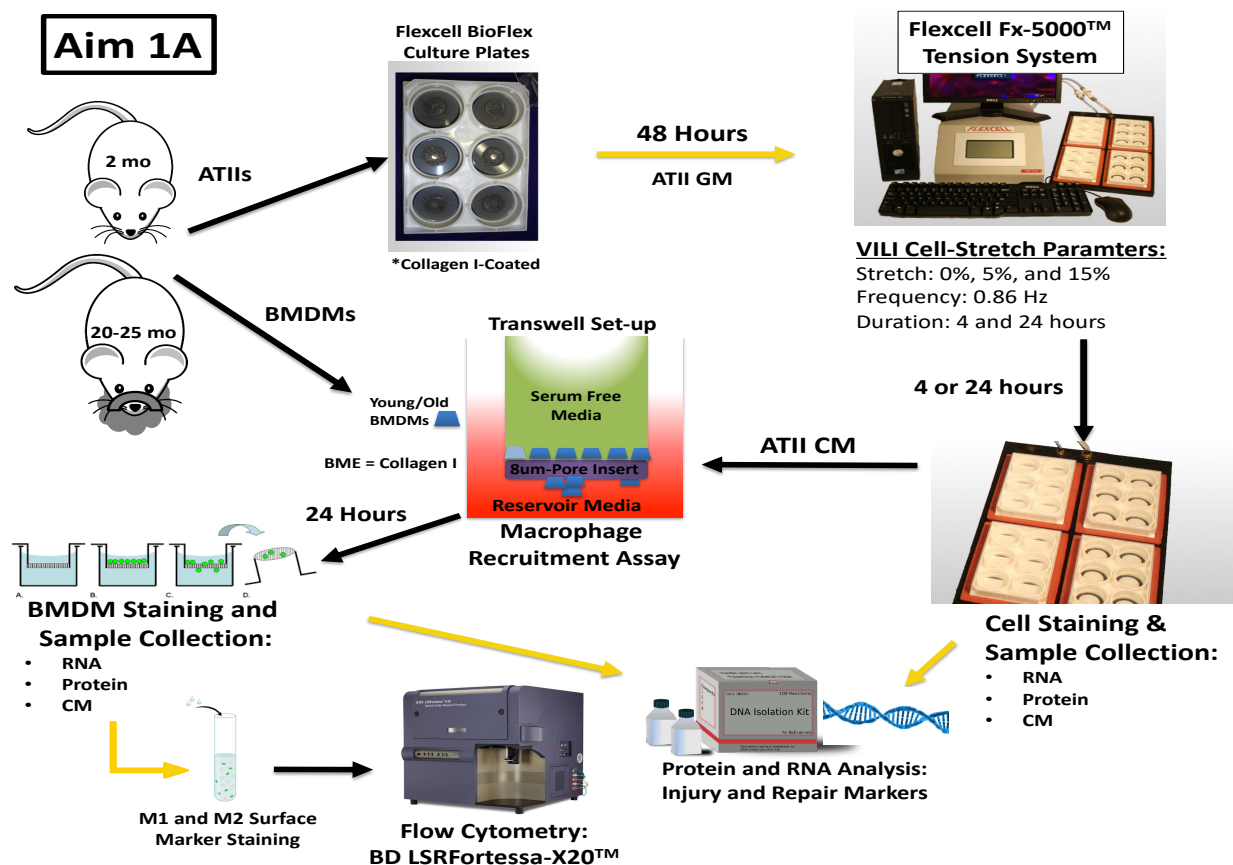 Aim 1A
2 mo
20-25 mo
ATIIs
BMDMs
Flexcell BioFlex
Culture Plates
*Collagen I-Coated
48 Hours
ATII GM
Flexcell Fx-5000™
Tension System
FLEXCELL
VILI Cell-Stretch Paramters:
Stretch: 0%, 5%, and 15%
Frequency: 0.86 Hz
Duration: 4 and 24 hours
4 or 24 hours
ATII CM
Transwell Set-up
Serum Free
Media
8um-Pore Insert
Reservoir Media
Young/Old
BMDMs
BME = Collagen I
Macrophage
Recruitment Assay
24 Hours
A.
B.
C.
D.
BMDM Staining and
Sample Collection:
• RNA
• Protein
• CM
Cell Staining &
Sample Collection:
• RNA
• Protein
• CM
M1 and M2 Surface
Marker Staining
Flow Cytometry:
BD LSRFortessa-X20™
100 Reactions
DNA Isolation Kit
Protein and RNA Analysis:
Injury and Repair Markers